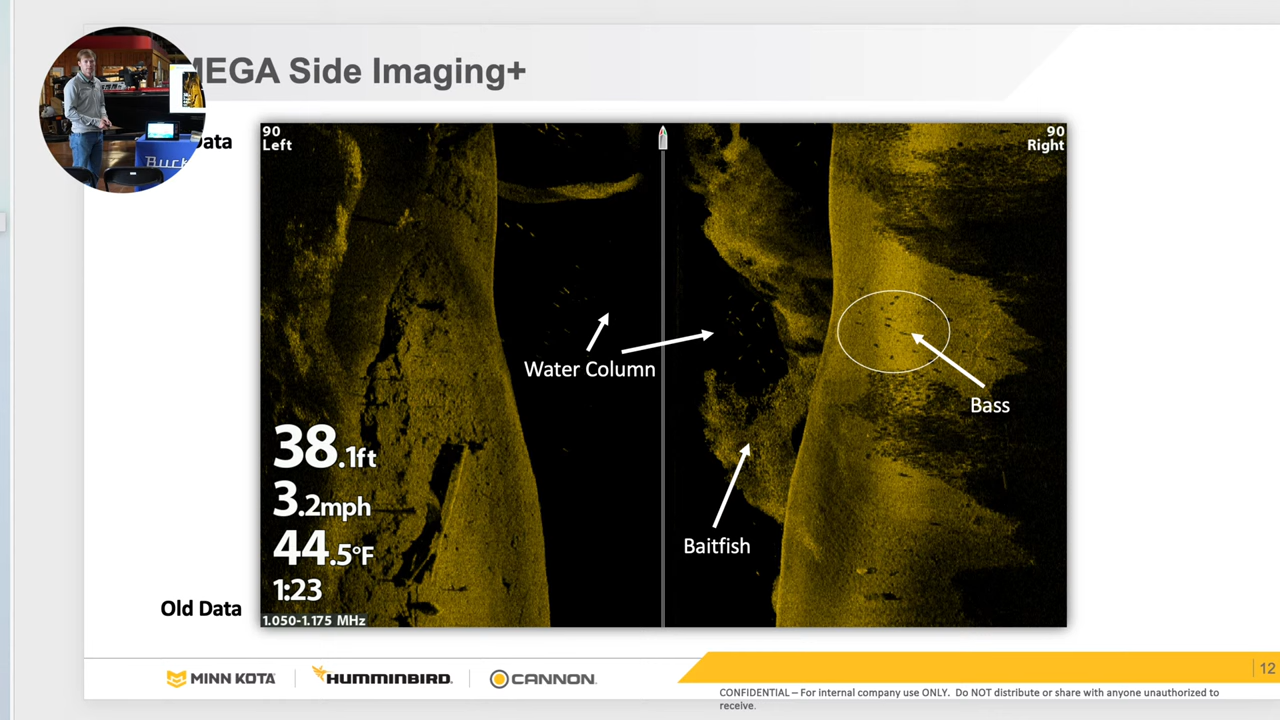 MEGA Side Imaging+
Data
90
Left
90
Right
Water Column
Bass
Baitfish
38.1ft
3.2mph
44.5°F
1:23
1.050-1.175 MHz
Old Data
MINN KOTA
HUMMINBIRD.
CANNON
12
CONFIDENTIAL – For internal company use ONLY. Do NOT distribute or share with anyone unauthorized to
receive.